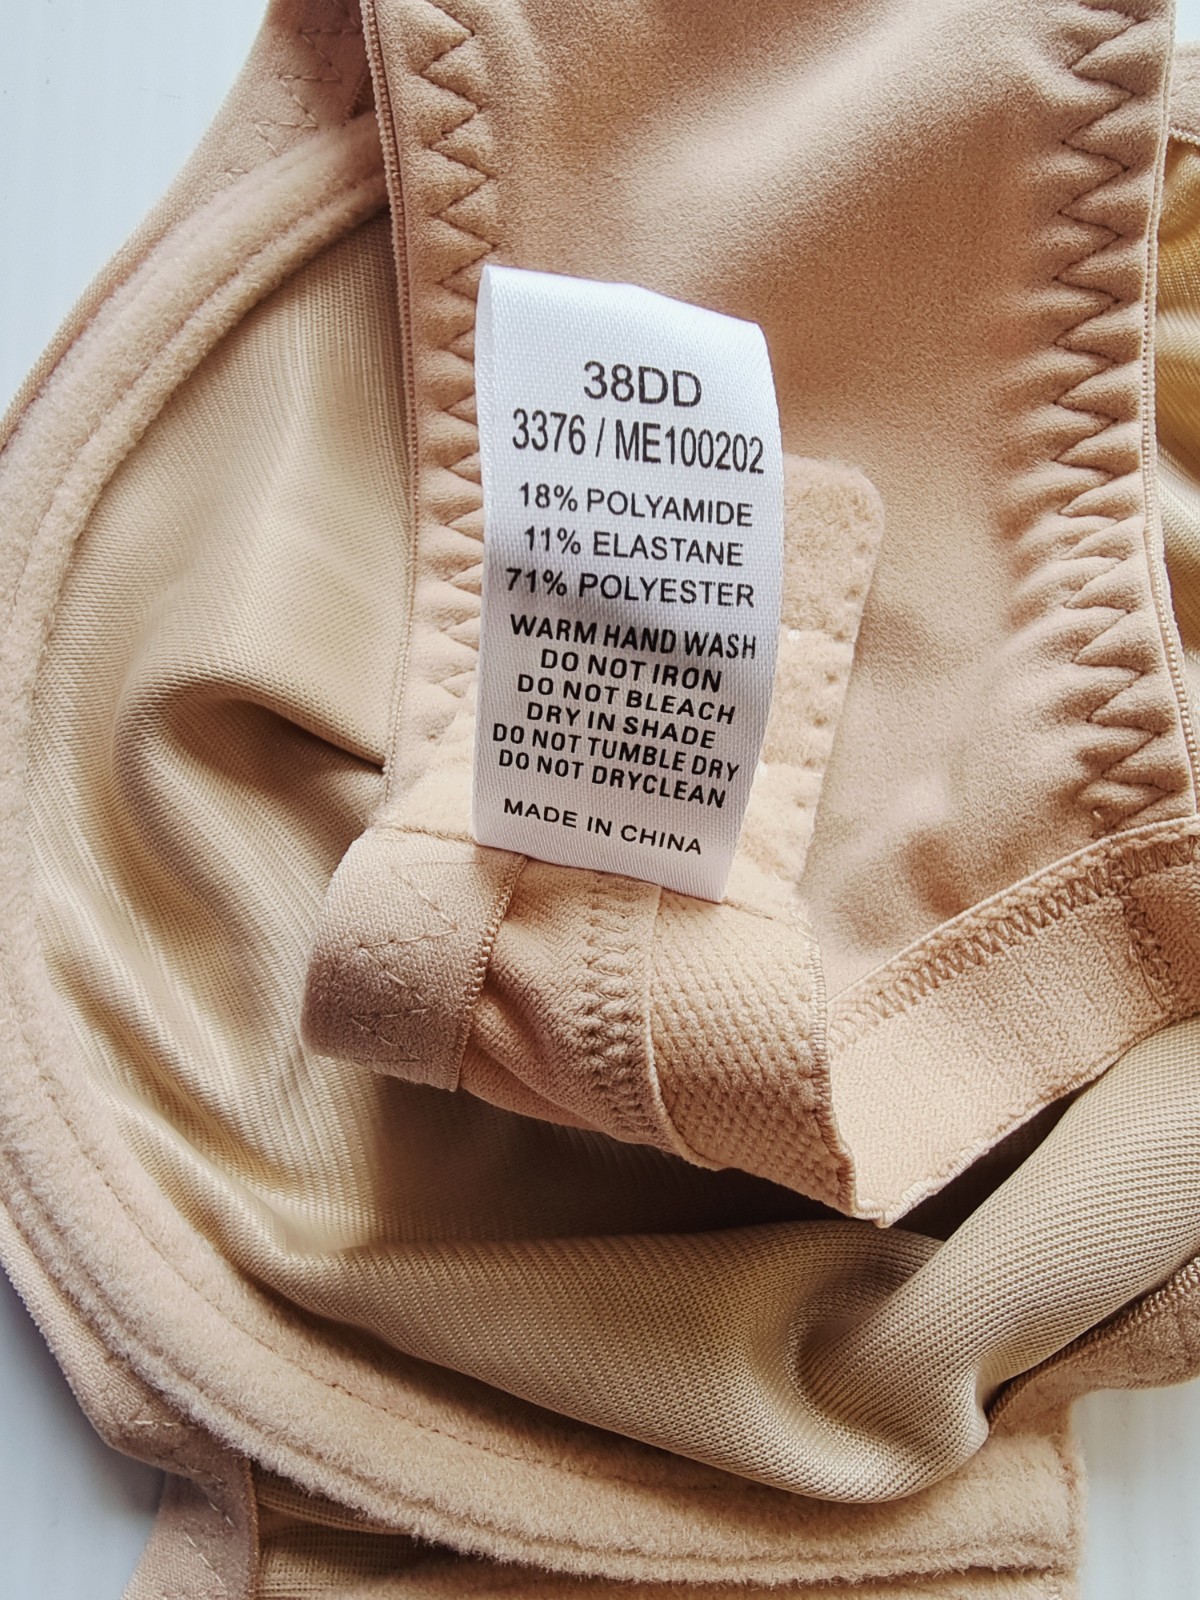 38DD
3376 / ME100202
18% POLYAMIDE
11% ELASTANE
71% POLYESTER
WARM HAND WASH
DO NOT IRON
DO NOT BLEACH
DRY IN SHADE
DO NOT TUMBLE DRY
DO NOT DRYCLEAN
MADE IN CHINA